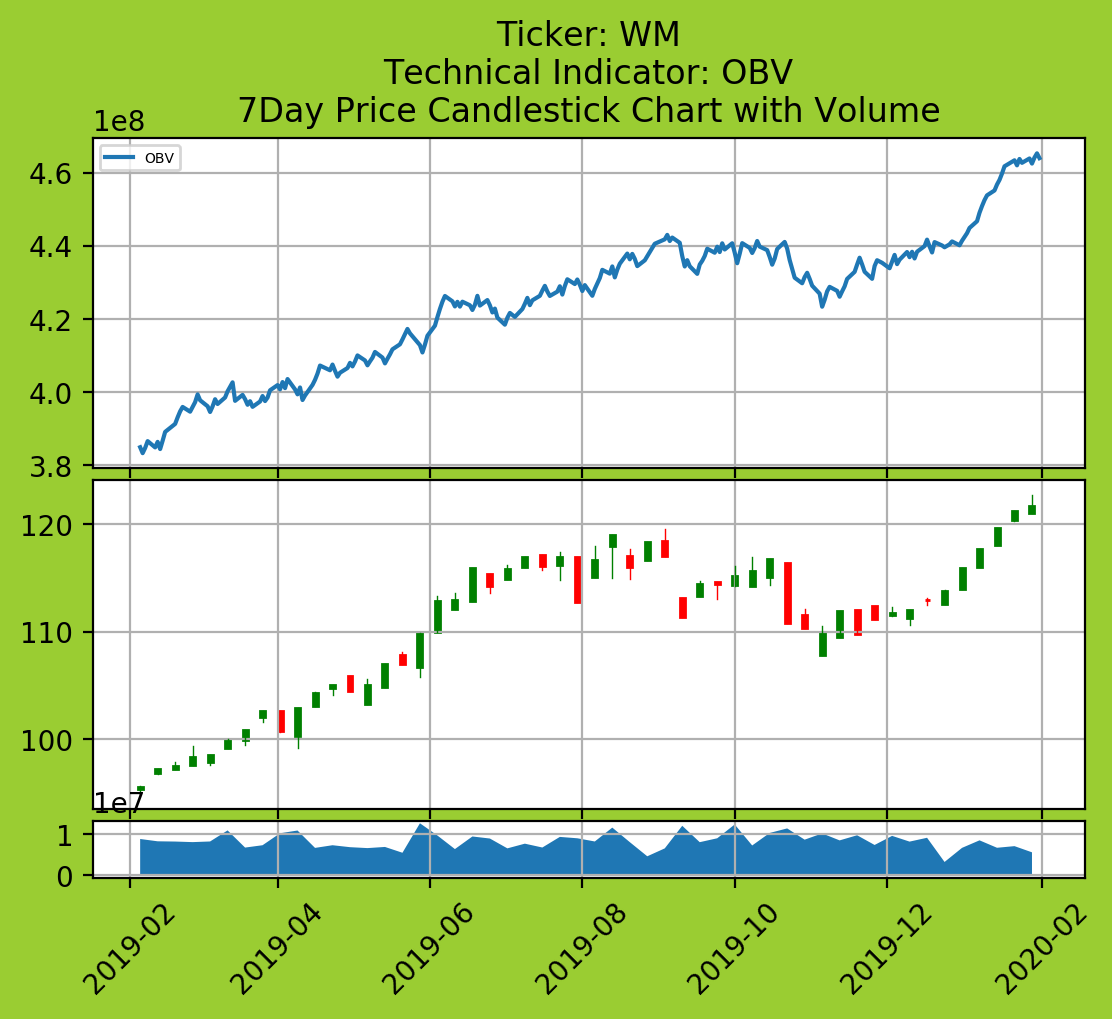 Ticker: WM
Technical Indicator: OBV
7Day Price Candlestick Chart with Volume
1e8
OBV
4.6
4.4
4.2
4.0
3.8
120
110
100
1e7
1
0
2019-02
2019-04
2019-06
2019-08
2019-10
2019-12
2020-02